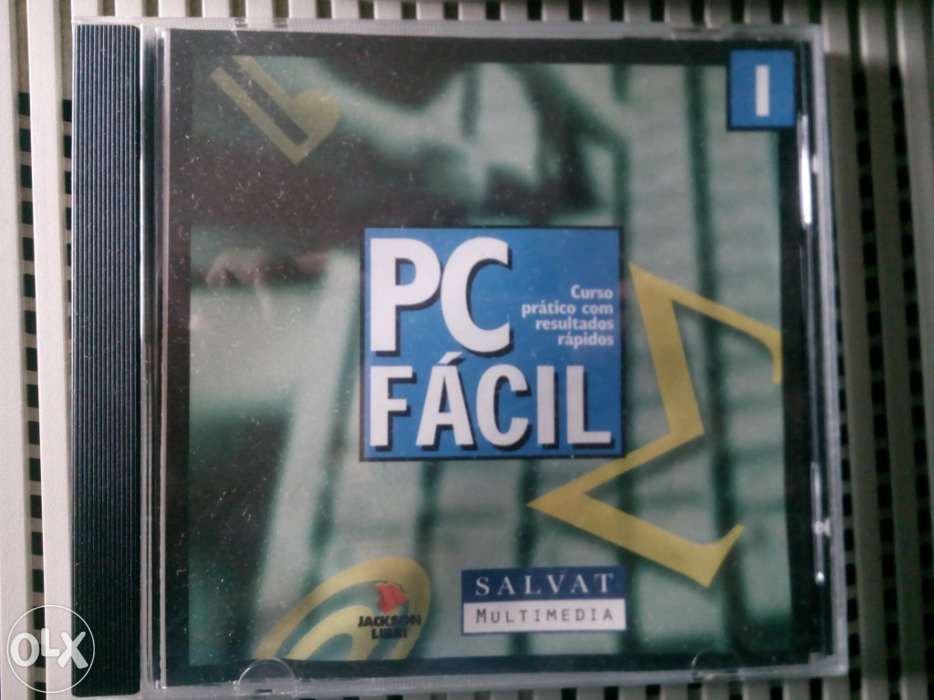 I
PC
FÁCIL
Curso
prático com
resultados
rápidos
SALVAT
MULTIMEDIA
JACKSON
LIBRI
OLX